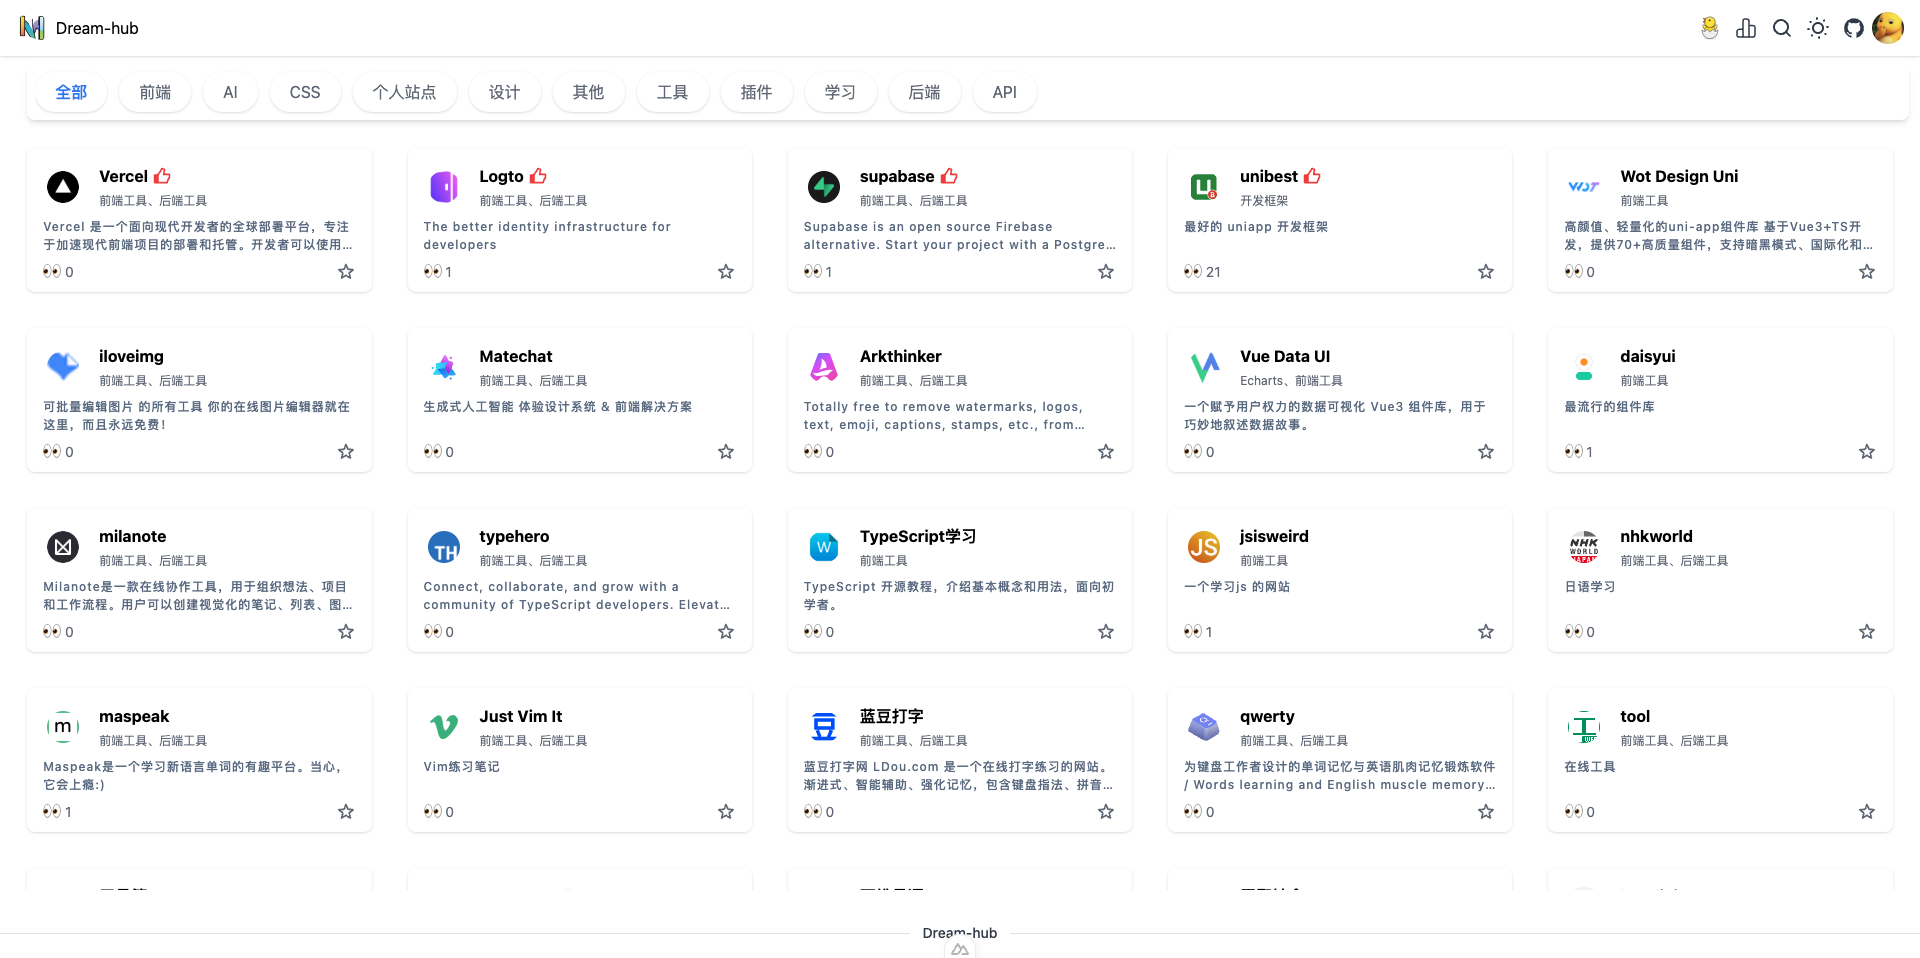 Dream-hub
全部
前端
AI
CSS
个人站点
设计
其他
工具
插件
学习
后端
API
Vercel
前端工具、后端工具
Vercel 是一个面向现代开发者的全球部署平台，专注
于加速现代前端项目的部署和托管。开发者可以使用...
0
Logto
前端工具、后端工具
The better identity infrastructure for
developers
1
supabase
前端工具、后端工具
Supabase is an open source Firebase
alternative. Start your project with a Postgre...
1
unibest
开发框架
最好的 uniapp 开发框架
21
Wot Design Uni
前端工具
高颜值、轻量化的uni-app组件库 基于Vue3+TS开
发，提供70+高质量组件，支持暗黑模式、国际化和...
0
iloveimg
前端工具、后端工具
可批量编辑图片 的所有工具 你的在线图片编辑器就在
这里，而且永远免费！
0
Matechat
前端工具、后端工具
生成式人工智能 体验设计系统 & 前端解决方案
0
Arkthinker
前端工具、后端工具
Totally free to remove watermarks, logos,
text, emoji, captions, stamps, etc., from...
0
Vue Data UI
Echarts、前端工具
一个赋予用户权力的数据可视化 Vue3 组件库，用于
巧妙地叙述数据故事。
0
daisyui
前端工具
最流行的组件库
1
milanote
前端工具、后端工具
Milanote是一款在线协作工具，用于组织想法、项目
和工作流程。用户可以创建视觉化的笔记、列表、图...
0
TH
typehero
前端工具、后端工具
Connect, collaborate, and grow with a
community of TypeScript developers. Elevat...
0
W
TypeScript学习
前端工具
TypeScript 开源教程，介绍基本概念和用法，面向初
学者。
0
JS
jsisweird
前端工具
一个学习js 的网站
1
NHK
WORLD
JAPAN
nhkworld
前端工具、后端工具
日语学习
0
m
maspeak
前端工具、后端工具
Maspeak是一个学习新语言单词的有趣平台。当心，
它会上瘾:)
1
Just Vim It
前端工具、后端工具
Vim练习笔记
0
豆
蓝豆打字
前端工具、后端工具
蓝豆打字网 LDou.com 是一个在线打字练习的网站。
渐进式、智能辅助、强化记忆，包含键盘指法、拼音...
0
qwerty
前端工具、后端工具
为键盘工作者设计的单词记忆与英语肌肉记忆锻炼软件
/ Words learning and English muscle memory...
0
工
tool
前端工具、后端工具
在线工具
0
Dream-hub